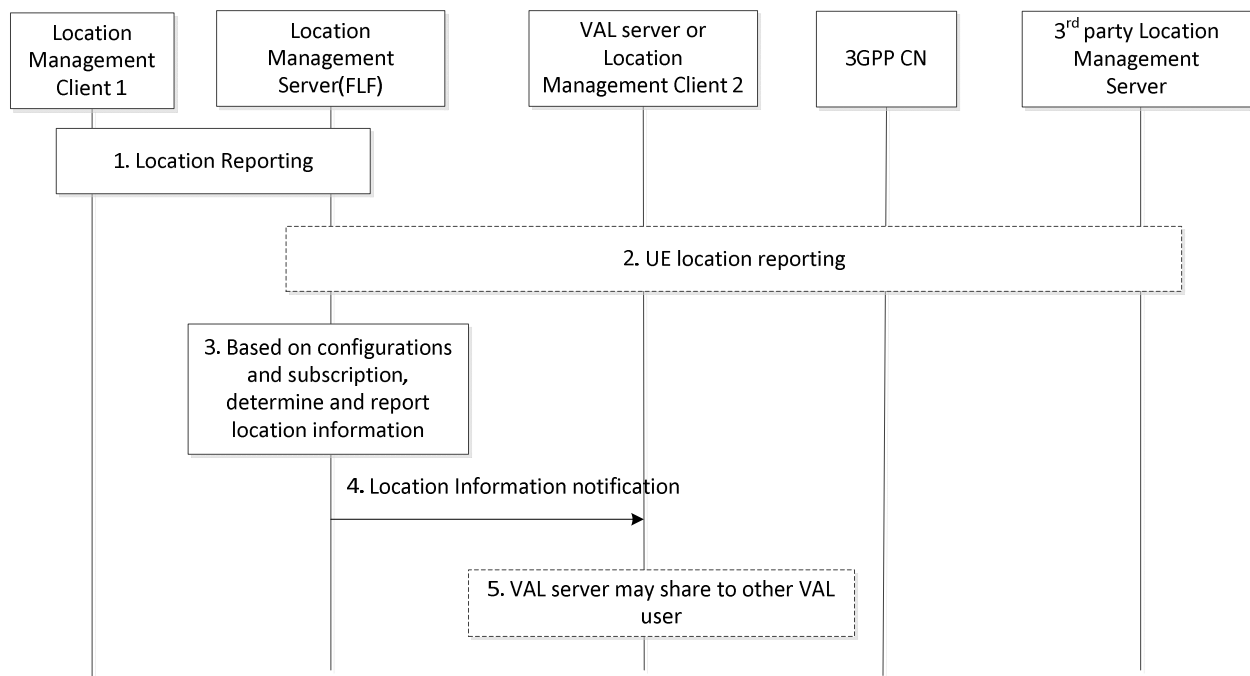 Location
Management
Client 1
Location
Management
Server(FLF)
VAL server or
Location
Management Client 2
3GPP CN
3rd party Location
Management
Server
1. Location Reporting
2. UE location reporting
3. Based on configurations
and subscription,
determine and report
location information
4. Location Information notification
5. VAL server may share to other VAL
user